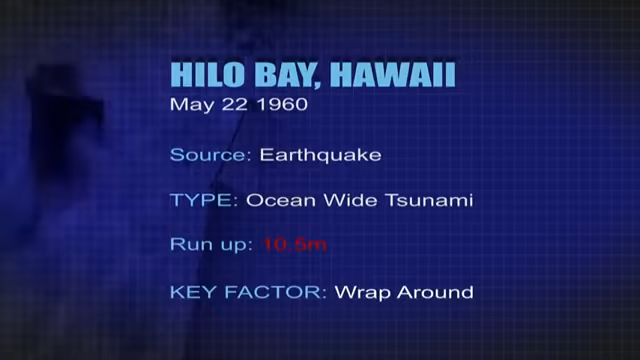 HILO BAY, HAWAII
May 22 1960
Source: Earthquake
TYPE: Ocean Wide Tsunami
Run up: 10.5m
KEY FACTOR: Wrap Around